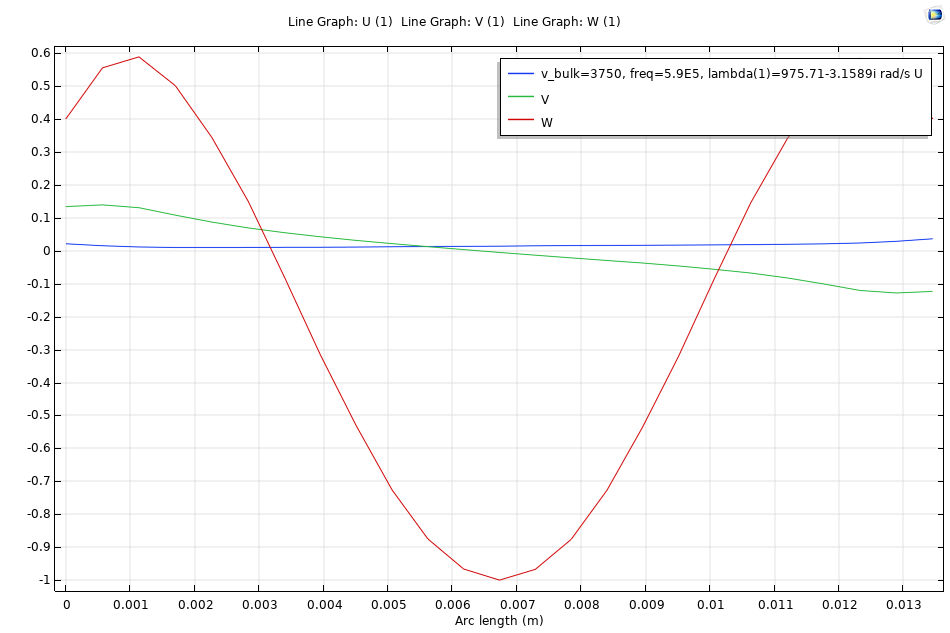 Line Graph: U (1)  Line Graph: V (1)  Line Graph: W (1)
v_bulk=3750, freq=5.9E5, lambda(1)=975.71-3.1589i rad/s U
V
W
0.6
0.5
0.4
0.3
0.2
0.1
0
-0.1
-0.2
-0.3
-0.4
-0.5
-0.6
-0.7
-0.8
-0.9
-1
0 0.001 0.002 0.003 0.004 0.005 0.006 0.007 0.008 0.009 0.01 0.011 0.012 0.013
Arc length (m)